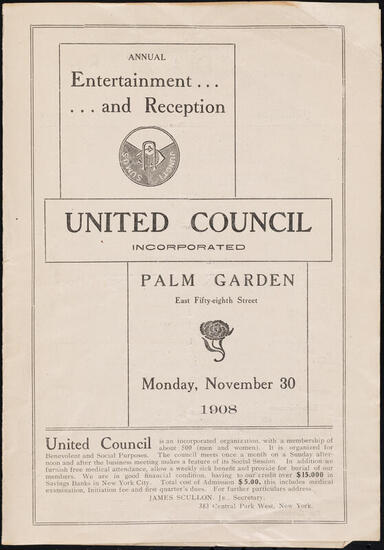 ANNUAL
Entertainment...
...and Reception
SUMUS
JUNCTI
UNITED COUNCIL
INCORPORATED
PALM GARDEN
East Fifty-eighth Street
Monday, November 30
1908
United Council is an incorporated organization, with a membership of
about 500 (men and women). It is organized for
Benevolent and Social Purposes. The council meets once a month on a Sunday after-
noon and after the business meeting makes a feature of its Social Session. In addition we
furnish free medical attendance, allow a weekly sick benefit and provide for burial of our
members. We are in good financial condition, having to our credit over $15,000 in
Savings Banks in New York City. Total cost of Admission $5.00, this includes medical
examination, Initiation fee and first quarter's dues. For further particulars address
JAMES SCULLON, Jr., Secretary.
383 Central Park West, New York.